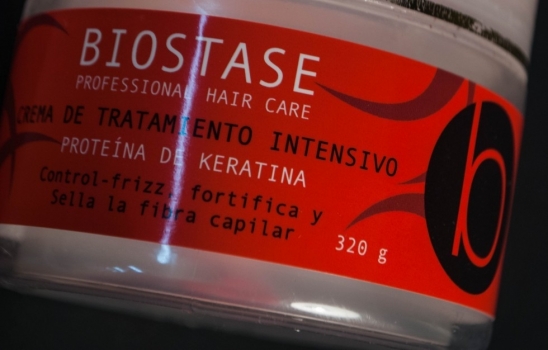 BIOSTASE
PROFESSIONAL HAIR CARE
CREMA DE TRATAMIENTO INTENSIVO
PROTEÍNA DE KERATINA
Control-frizz, fortifica y
Sella la fibra capilar
320 g
b